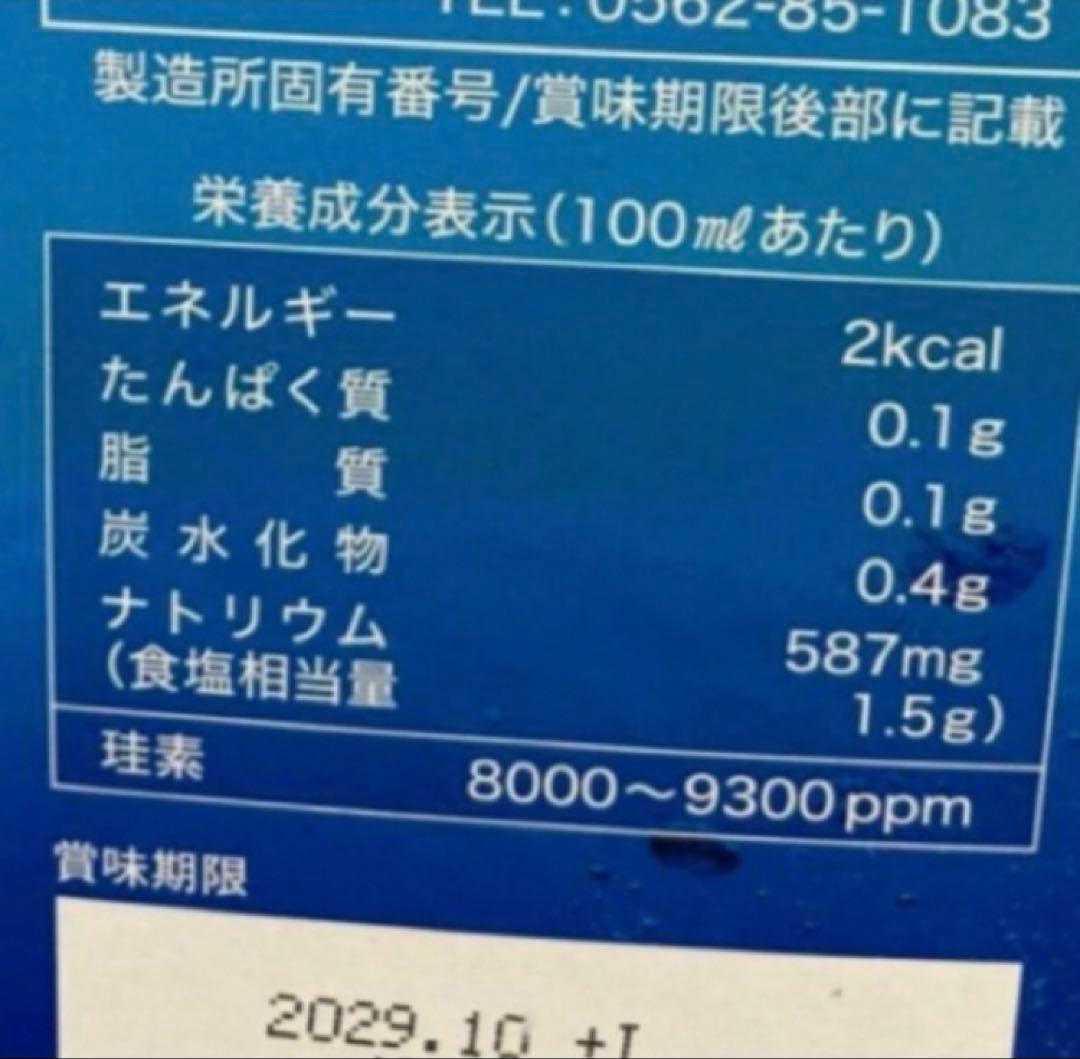 TEL:0562-85-1083
製造所固有番号/賞味期限後部に記載
栄養成分表示(100㎖あたり)
エネルギー 2kcal
たんぱく質 0.1g
脂質 0.1g
炭水化物 0.4g
ナトリウム 587mg
(食塩相当量 1.5g)
珪素 8000〜9300ppm
賞味期限
2029.10 +I